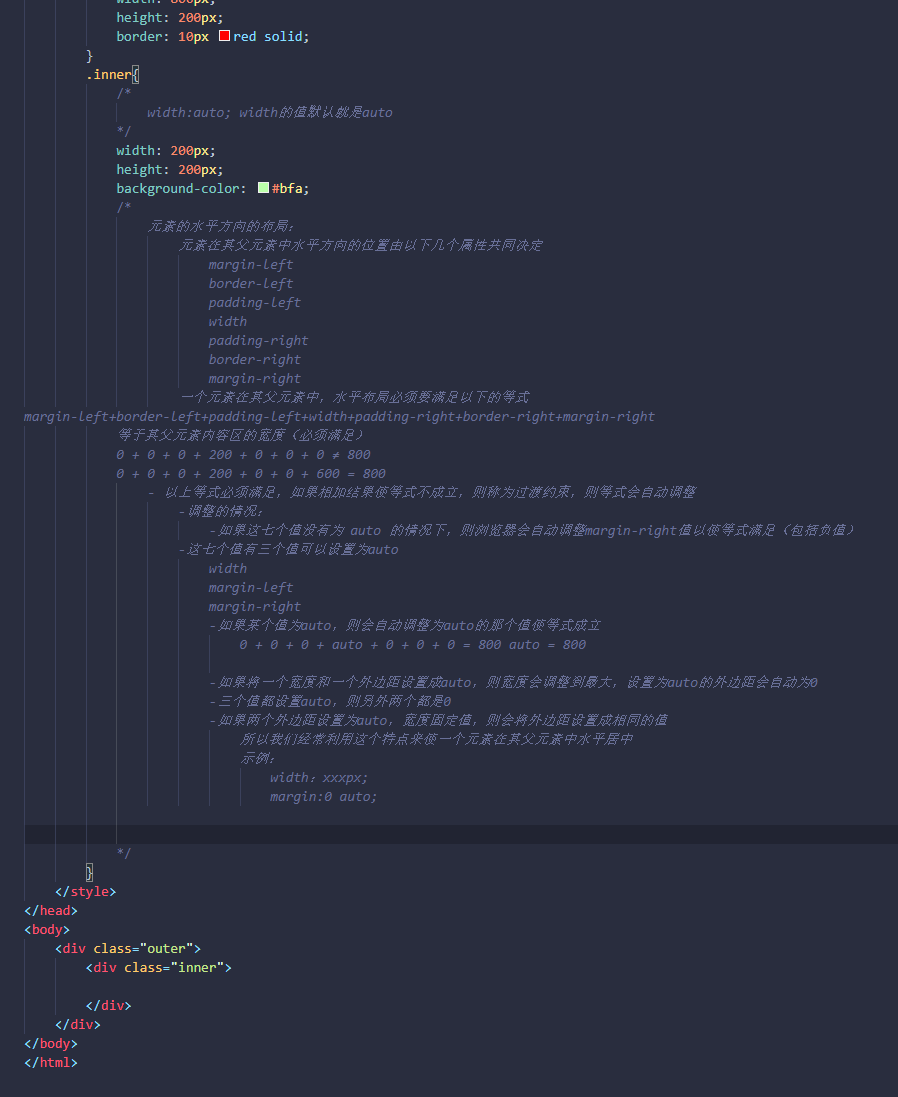 width: 800px;
height: 200px;
border: 10px red solid;
}
.inner{
/*
width:auto; width的值默认就是auto
*/
width: 200px;
height: 200px;
background-color: #bfa;
/*
元素的水平方向的布局：
元素在其父元素中水平方向的位置由以下几个属性共同决定
margin-left
border-left
padding-left
width
padding-right
border-right
margin-right
一个元素在其父元素中，水平布局必须要满足以下的等式
margin-left+border-left+padding-left+width+padding-right+border-right+margin-right
等于其父元素内容区的宽度（必须满足）
0 + 0 + 0 + 200 + 0 + 0 + 0 ≠ 800
0 + 0 + 0 + 200 + 0 + 0 + 600 = 800
- 以上等式必须满足，如果相加结果使等式不成立，则称为过渡约束，则等式会自动调整
-调整的情况：
-如果这七个值没有为 auto 的情况下，则浏览器会自动调整margin-right值以使等式满足（包括负值）
-这七个值有三个值可以设置为auto
width
margin-left
margin-right
-如果某个值为auto，则会自动调整为auto的那个值使等式成立
0 + 0 + 0 + auto + 0 + 0 + 0 = 800 auto = 800
-如果将一个宽度和一个外边距设置成auto，则宽度会调整到最大，设置为auto的外边距会自动为0
-三个值都设置auto，则另外两个都是0
-如果两个外边距设置为auto，宽度固定值，则会将外边距设置成相同的值
所以我们经常利用这个特点来使一个元素在其父元素中水平居中
示例：
width：xxxpx;
margin:0 auto;
*/
}
</style>
</head>
<body>
<div class="outer">
<div class="inner">
</div>
</div>
</body>
</html>